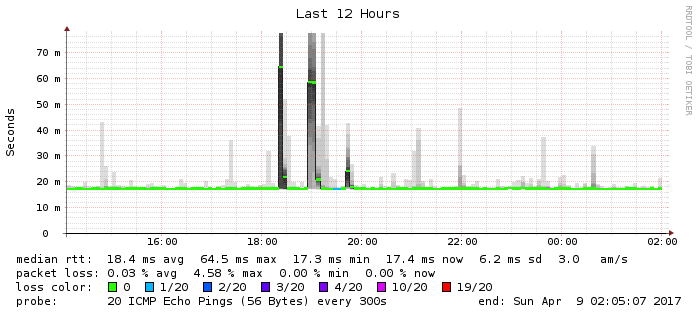 Last 12 Hours
RRDTOOL / TOBI OETIKER
Seconds
70 m
60 m
50 m
40 m
30 m
20 m
10 m
0
16:00 18:00 20:00 22:00 00:00 02:00
median rtt: 18.4 ms avg 64.5 ms max 17.3 ms min 17.4 ms now 6.2 ms sd 3.0 am/s
packet loss: 0.03 % avg 4.58 % max 0.00 % min 0.00 % now
loss color: 0 1/20 2/20 3/20 4/20 10/20 19/20
probe: 20 ICMP Echo Pings (56 Bytes) every 300s end: Sun Apr 9 02:05:07 2017